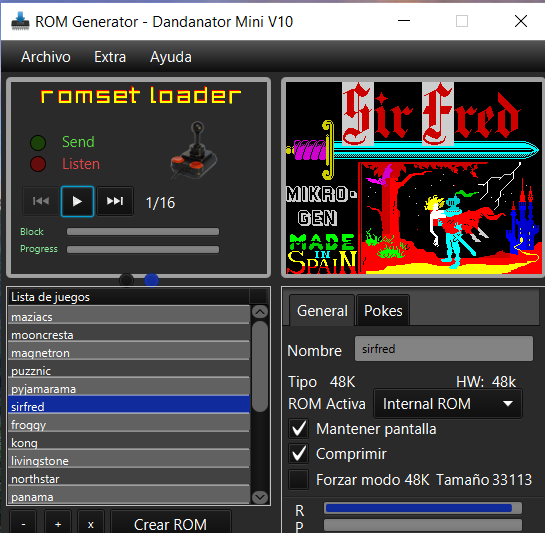 ROM Generator - Dandanator Mini V10
Archivo Extra Ayuda
romset loader
Send
Listen
1/16
Block
Progress
Sir Fred
MIKRO-
GEN
MADE
IN
SPAIN
Lista de juegos
maziacs
mooncresta
magnetron
puzznic
pyjamarama
sirfred
froggy
kong
livingstone
northstar
panama
- + x Crear ROM
General Pokes
Nombre sirfred
Tipo 48K HW: 48k
ROM Activa Internal ROM
Mantener pantalla
Comprimir
Forzar modo 48K Tamaño 33113
R
P